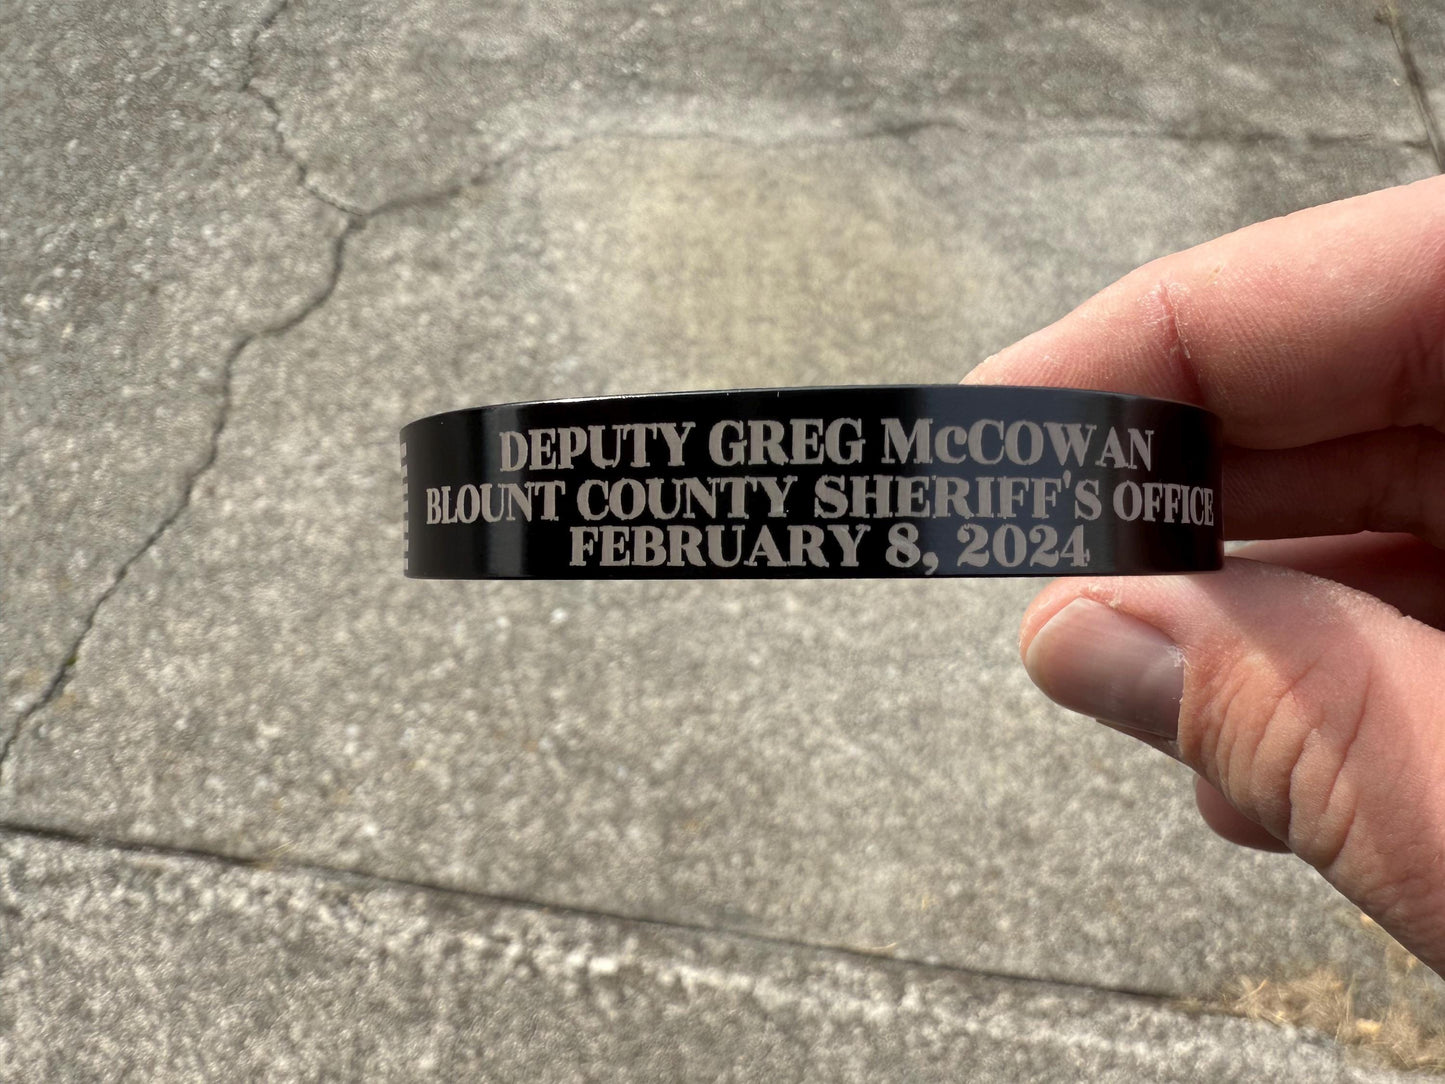 DEPUTY GREG McCOWAN
BLOUNT COUNTY SHERIFF'S OFFICE
FEBRUARY 8, 2024